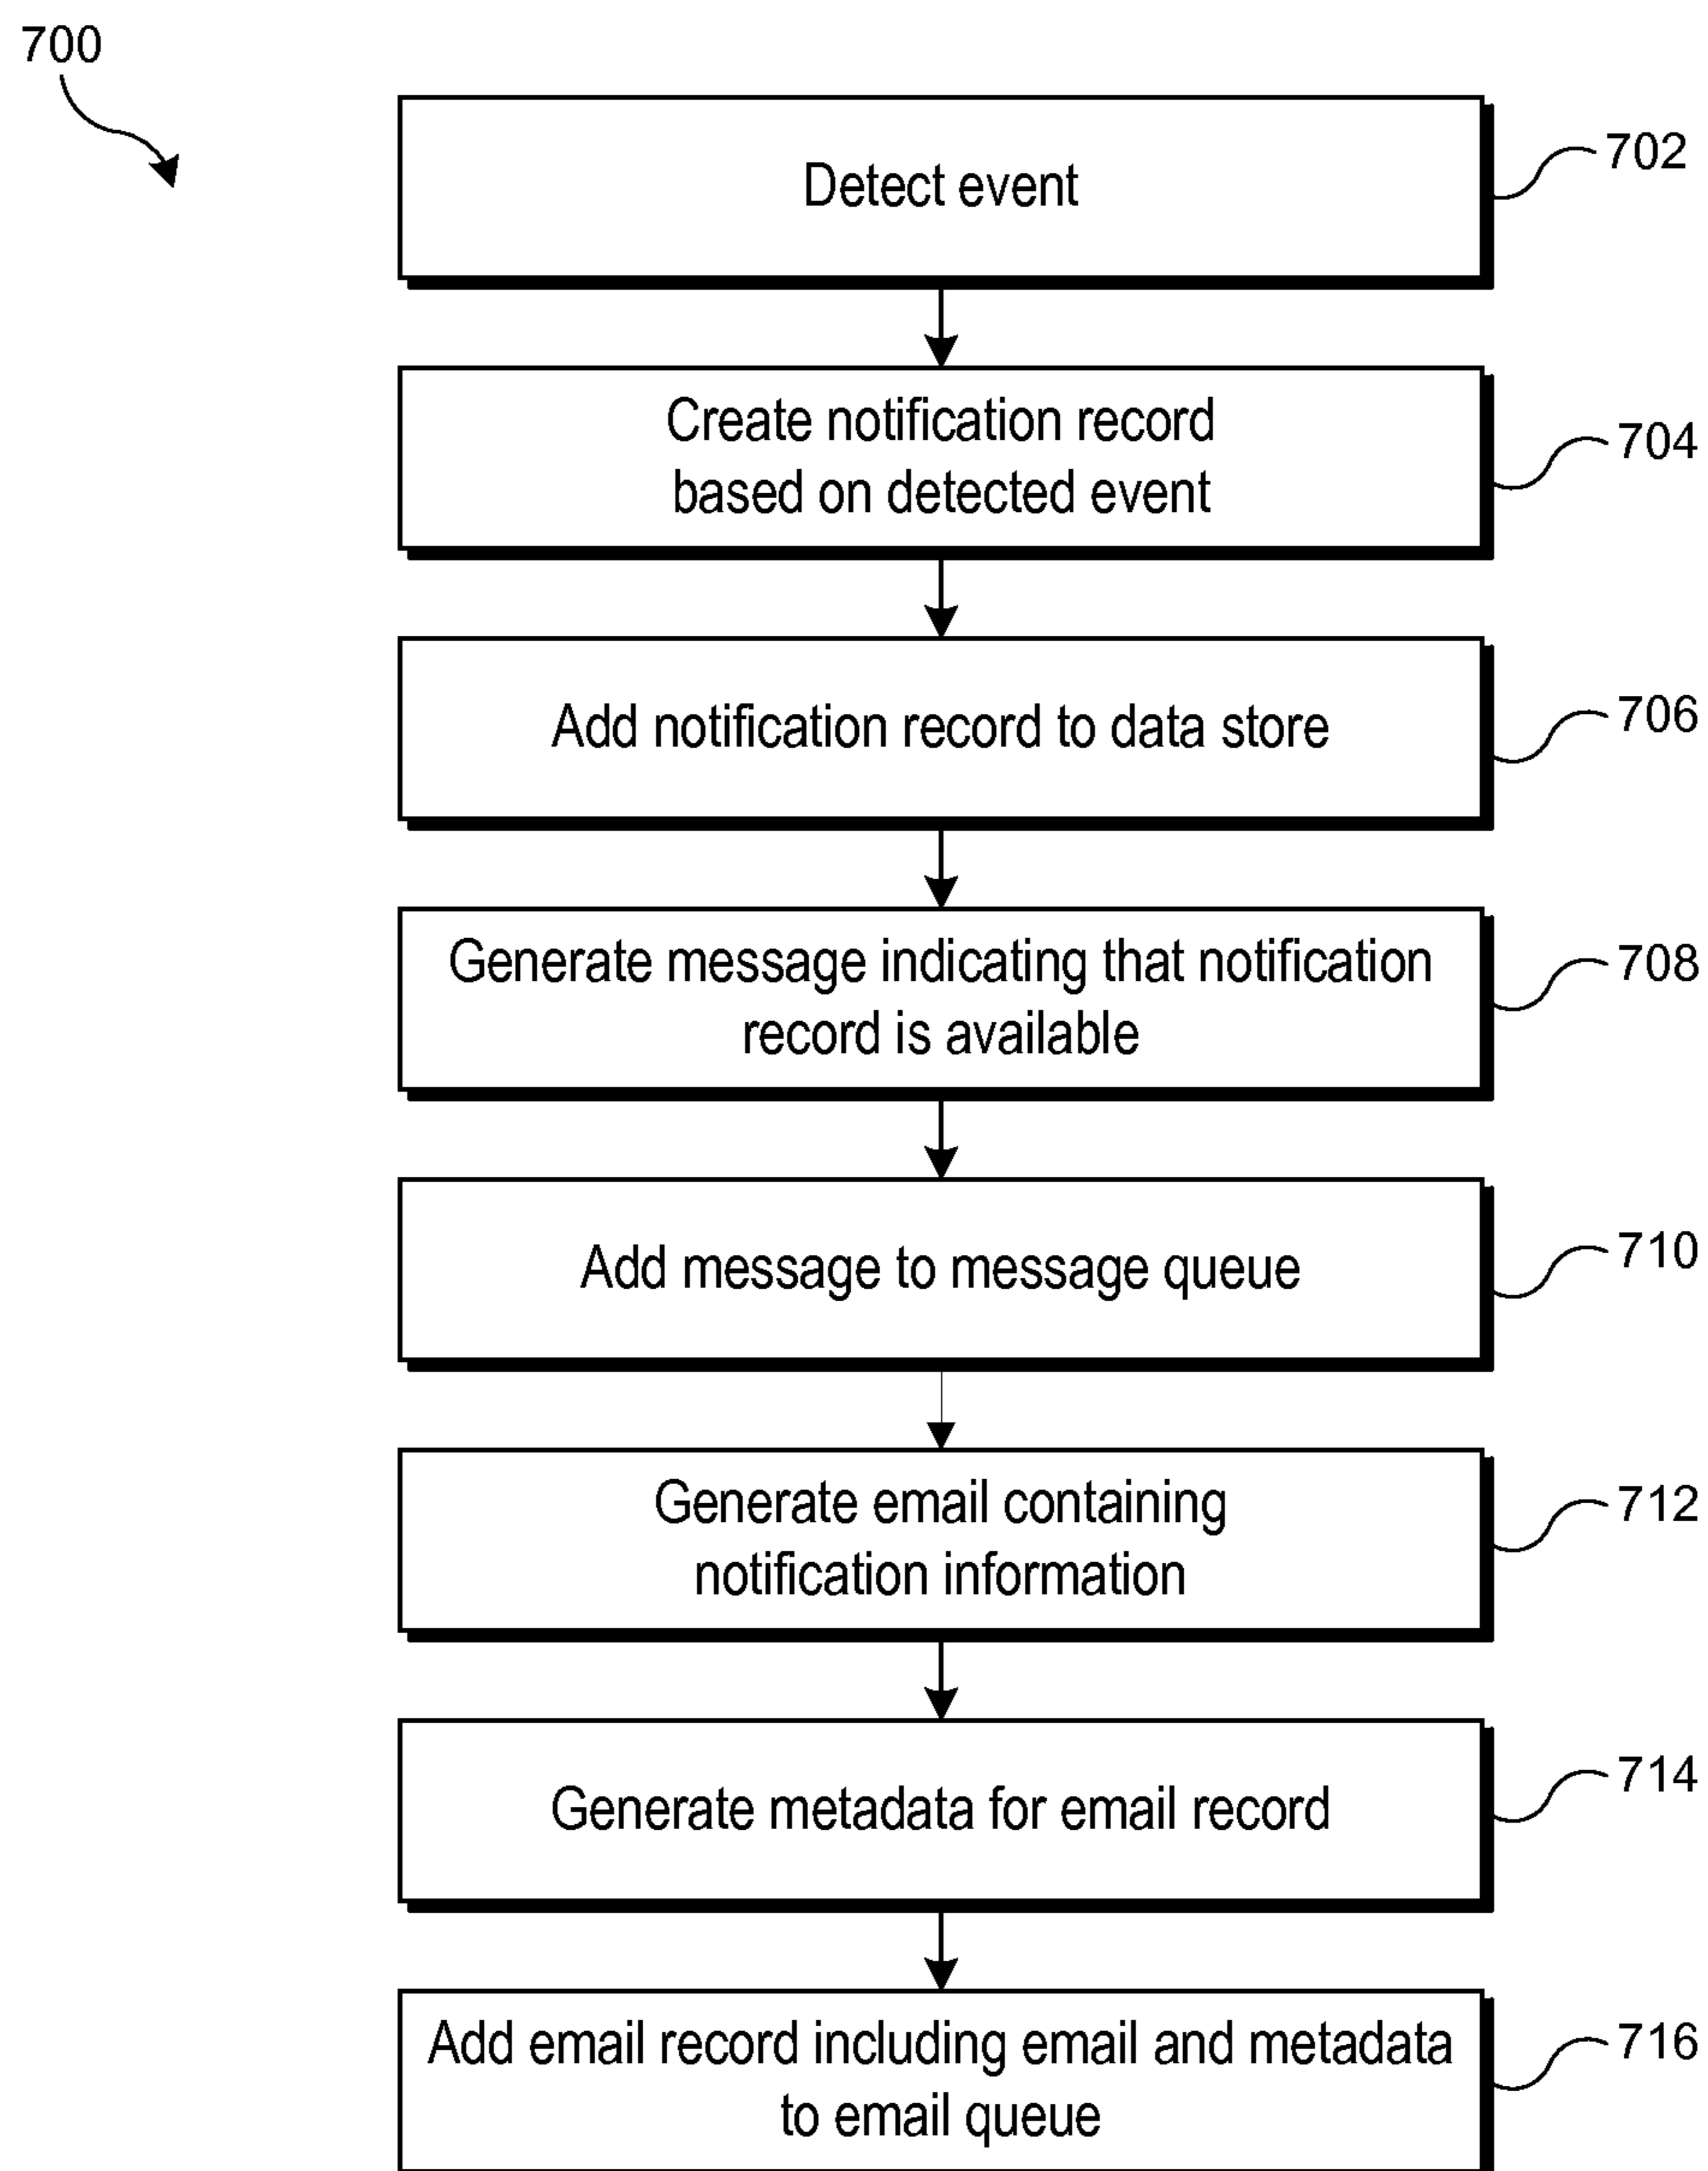 700
Detect event
702
Create notification record
based on detected event
704
Add notification record to data store
706
Generate message indicating that notification
record is available
708
Add message to message queue
710
Generate email containing
notification information
712
Generate metadata for email record
714
Add email record including email and metadata
to email queue
716